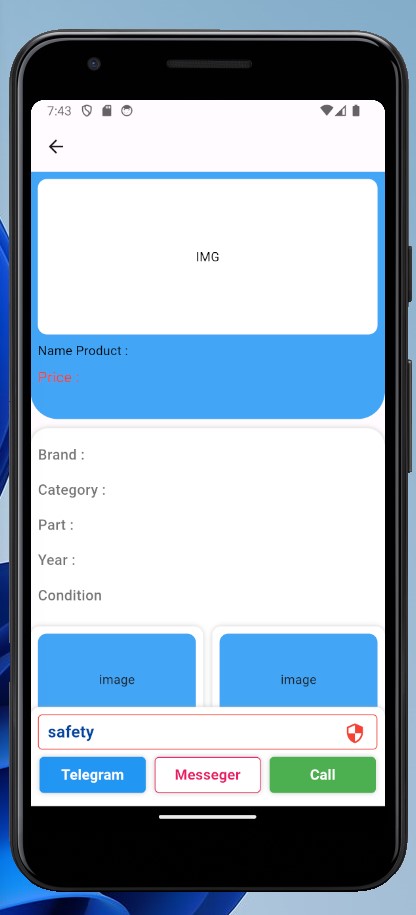 7:43
IMG
Name Product :
Price :
Brand :
Category :
Part :
Year :
Condition
image image
safety
Telegram Messeger Call